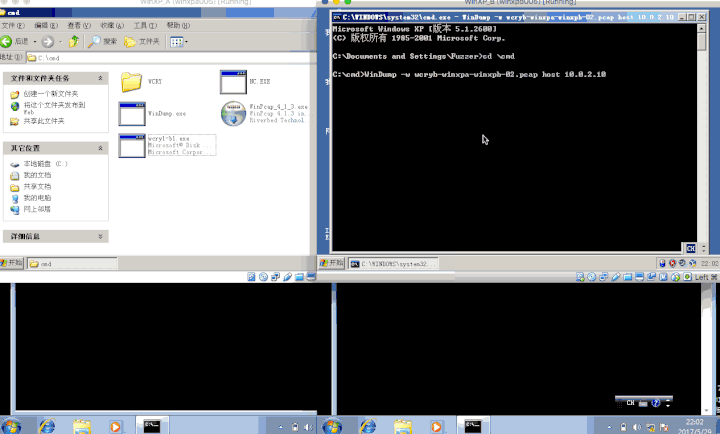 WinXP_A (winxpa006) [Running]
cmd
编辑(E) 查看(V) 收藏(A) 工具(T) 帮助(H)
后退 搜索 文件夹
地址(D) C:\cmd
文件和文件夹任务
创建一个新文件夹
将这个文件夹发布到
Web
共享此文件夹
其它位置
本地磁盘 (C:)
我的文档
共享文档
我的电脑
网上邻居
详细信息
WCRY
NC.EXE
WinDump.exe
WinPcap_4_1_3.exe
WinPcap 4.1.3 in...
Riverbed Technol...
wcry1-b1.exe
Microsoft® Disk ...
Microsoft Corpor...
开始 cmd
WinXP_B (winxpb006) [Running]
C:\WINDOWS\system32\cmd.exe - WinDump -w wcryb-winxpa-winxpb-02.pcap host 10.0.2.10
Microsoft Windows XP [版本 5.1.2600]
(C) 版权所有 1985-2001 Microsoft Corp.
C:\Documents and Settings\Fuzzer>cd \cmd
C:\cmd>WinDump -w wcryb-winxpa-winxpb-02.pcap host 10.0.2.10
CH
开始 C:\WINDOWS\system32...
22:02
Left ⌘
CH
22:02
2017/5/29